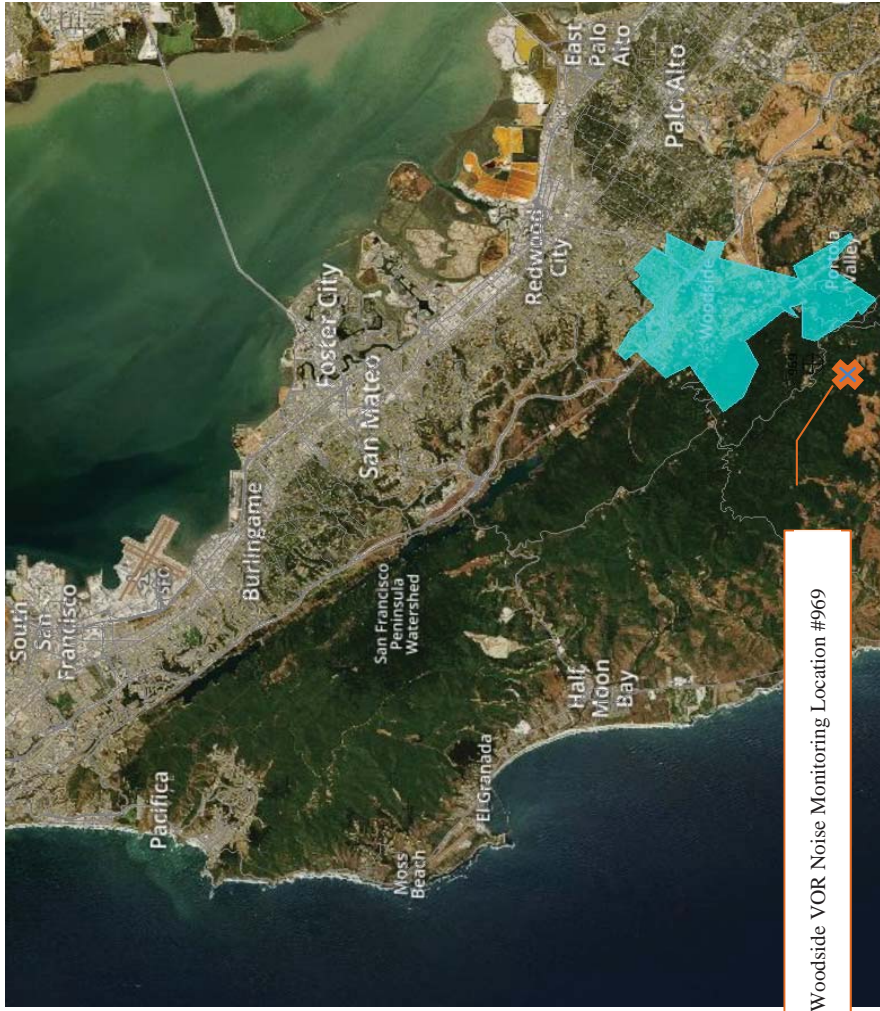 South
San
Francisco
Pacifica
(SFO)
Burlingame
Foster City
San Mateo
San Francisco
Peninsula
Watershed
Moss
Beach
El Granada
Half
Moon
Bay
Redwood
City
East
Palo
Alto
Palo Alto
Woodside
Portola
Valley
Woodside VOR Noise Monitoring Location #969